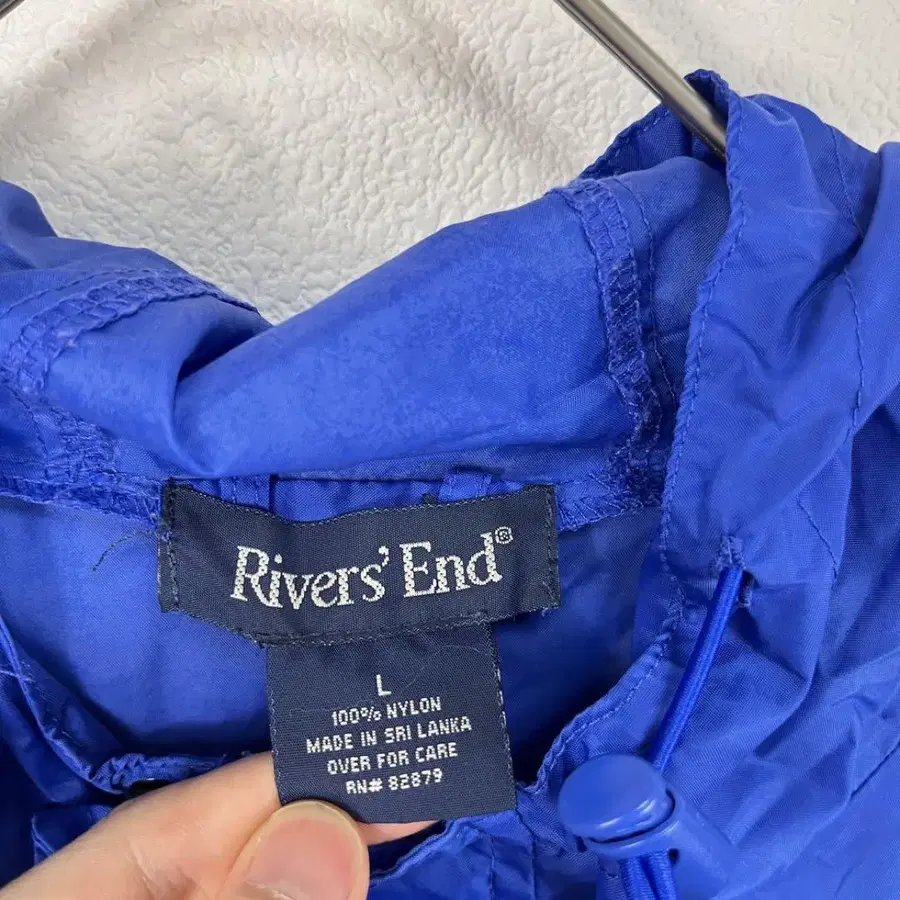 Rivers' End®
L
100% NYLON
MADE IN SRI LANKA
OVER FOR CARE
RN# 82879